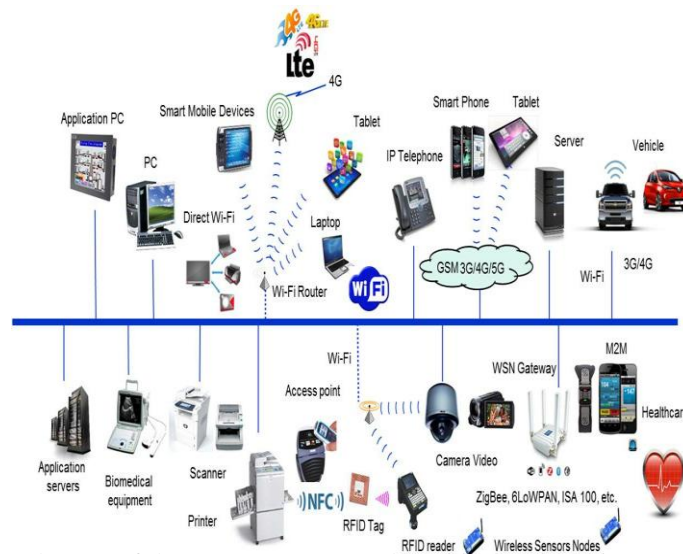 4G
LTE
4G
Smart Mobile Devices
Application PC
PC
Direct Wi-Fi
Tablet
Laptop
Wi-Fi Router
Wi Fi
IP Telephone
Smart Phone
Tablet
GSM 3G/4G/5G
Server
Vehicle
Wi-Fi
3G/4G
Wi-Fi
Access point
WSN Gateway
M2M
Healthcar
Application
servers
Biomedical
equipment
Scanner
Printer
NFC
RFID Tag
RFID reader
Camera Video
ZigBee, 6LoWPAN, ISA 100, etc.
Wireless Sensors Nodes